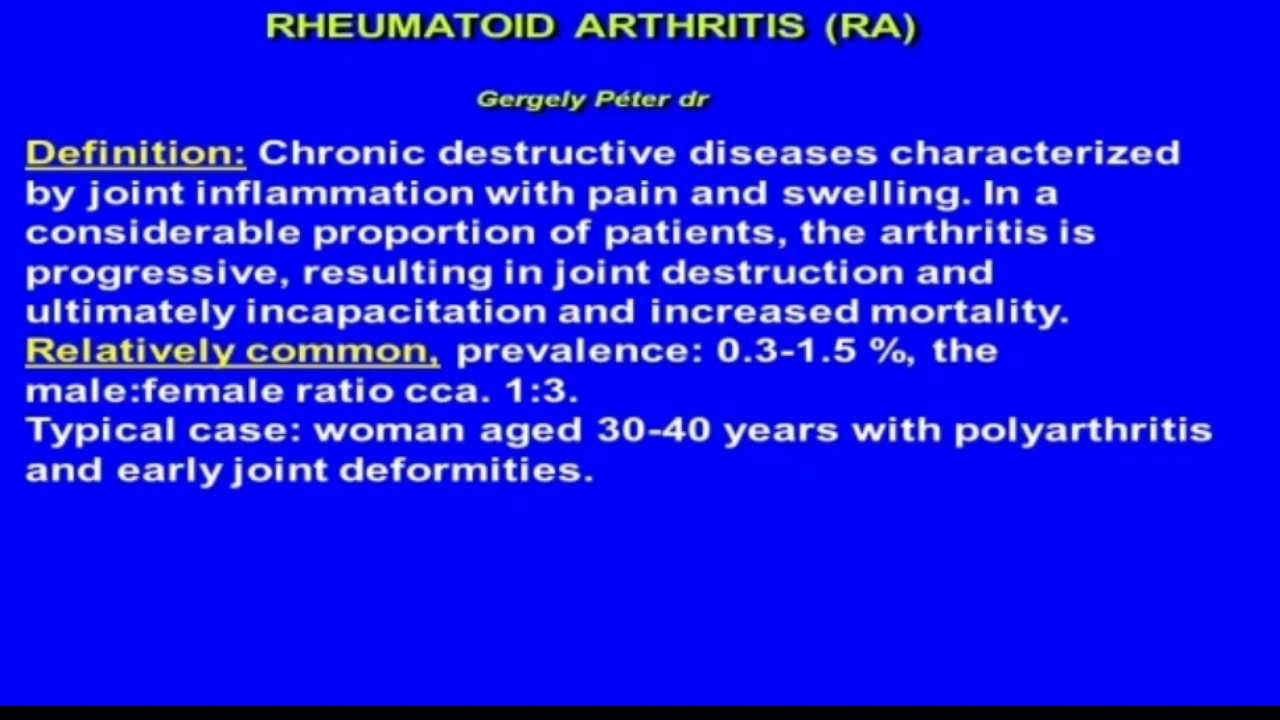 RHEUMATOID ARTHRITIS (RA)
Gergely Péter dr
Definition: Chronic destructive diseases characterized
by joint inflammation with pain and swelling. In a
considerable proportion of patients, the arthritis is
progressive, resulting in joint destruction and
ultimately incapacitation and increased mortality.
Relatively common, prevalence: 0.3-1.5 %, the
male:female ratio cca. 1:3.
Typical case: woman aged 30-40 years with polyarthritis
and early joint deformities.